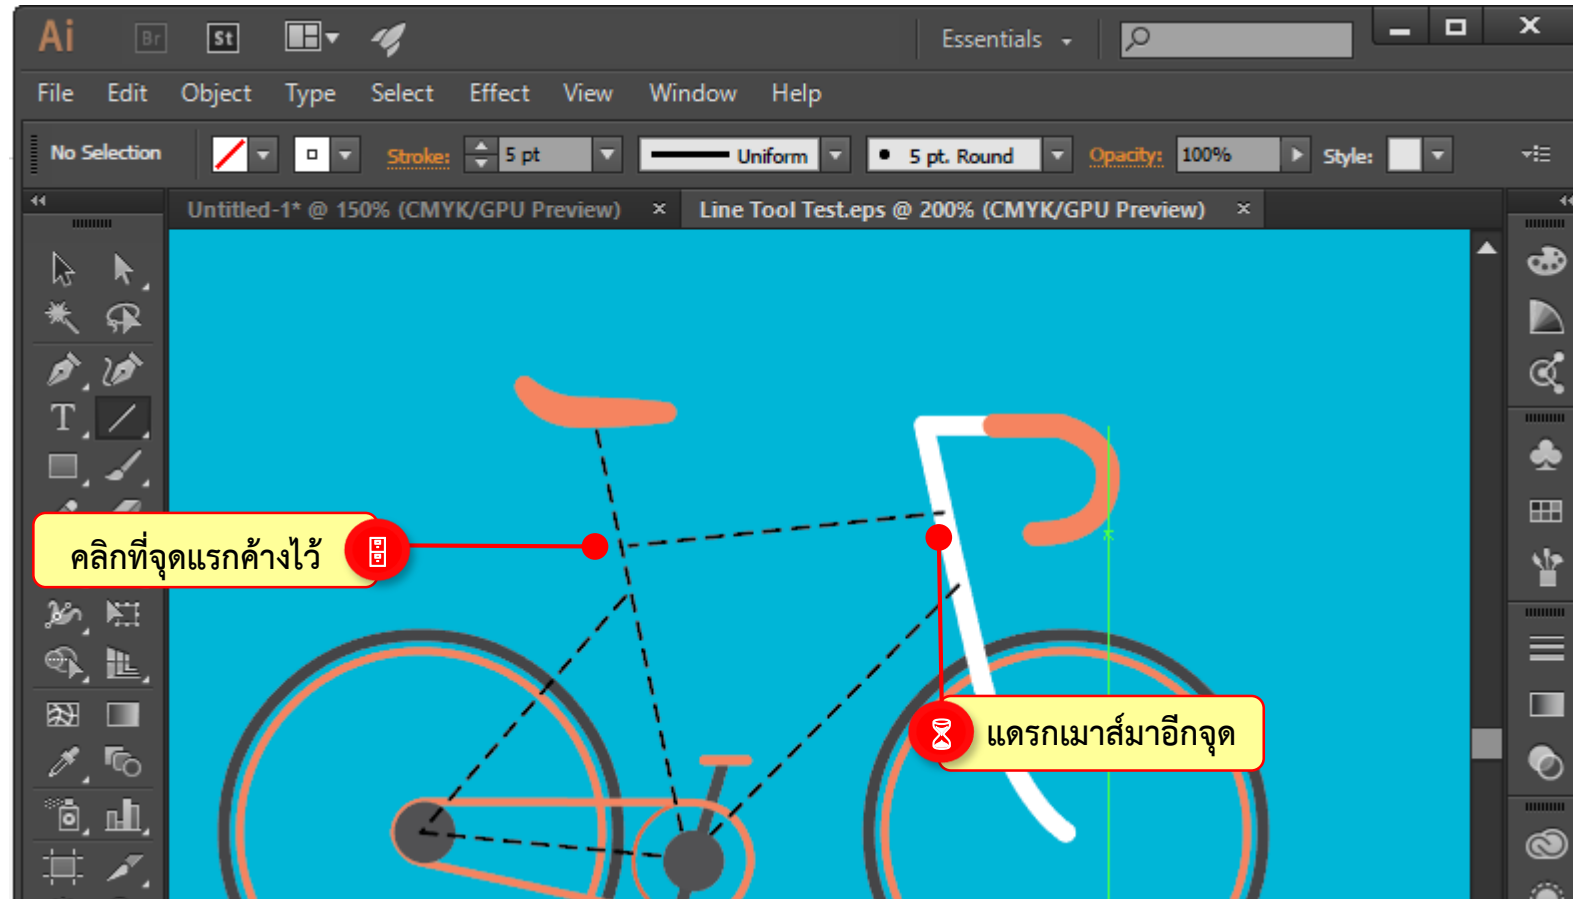 Ai Br St Essentials
File Edit Object Type Select Effect View Window Help
No Selection Stroke: 5 pt Uniform 5 pt. Round Opacity: 100% Style:
Untitled-1* @ 150% (CMYK/GPU Preview) × Line Tool Test.eps @ 200% (CMYK/GPU Preview) ×
คลิกที่จุดแรกค้างไว้
แดรกเมาส์มาอีกจุด